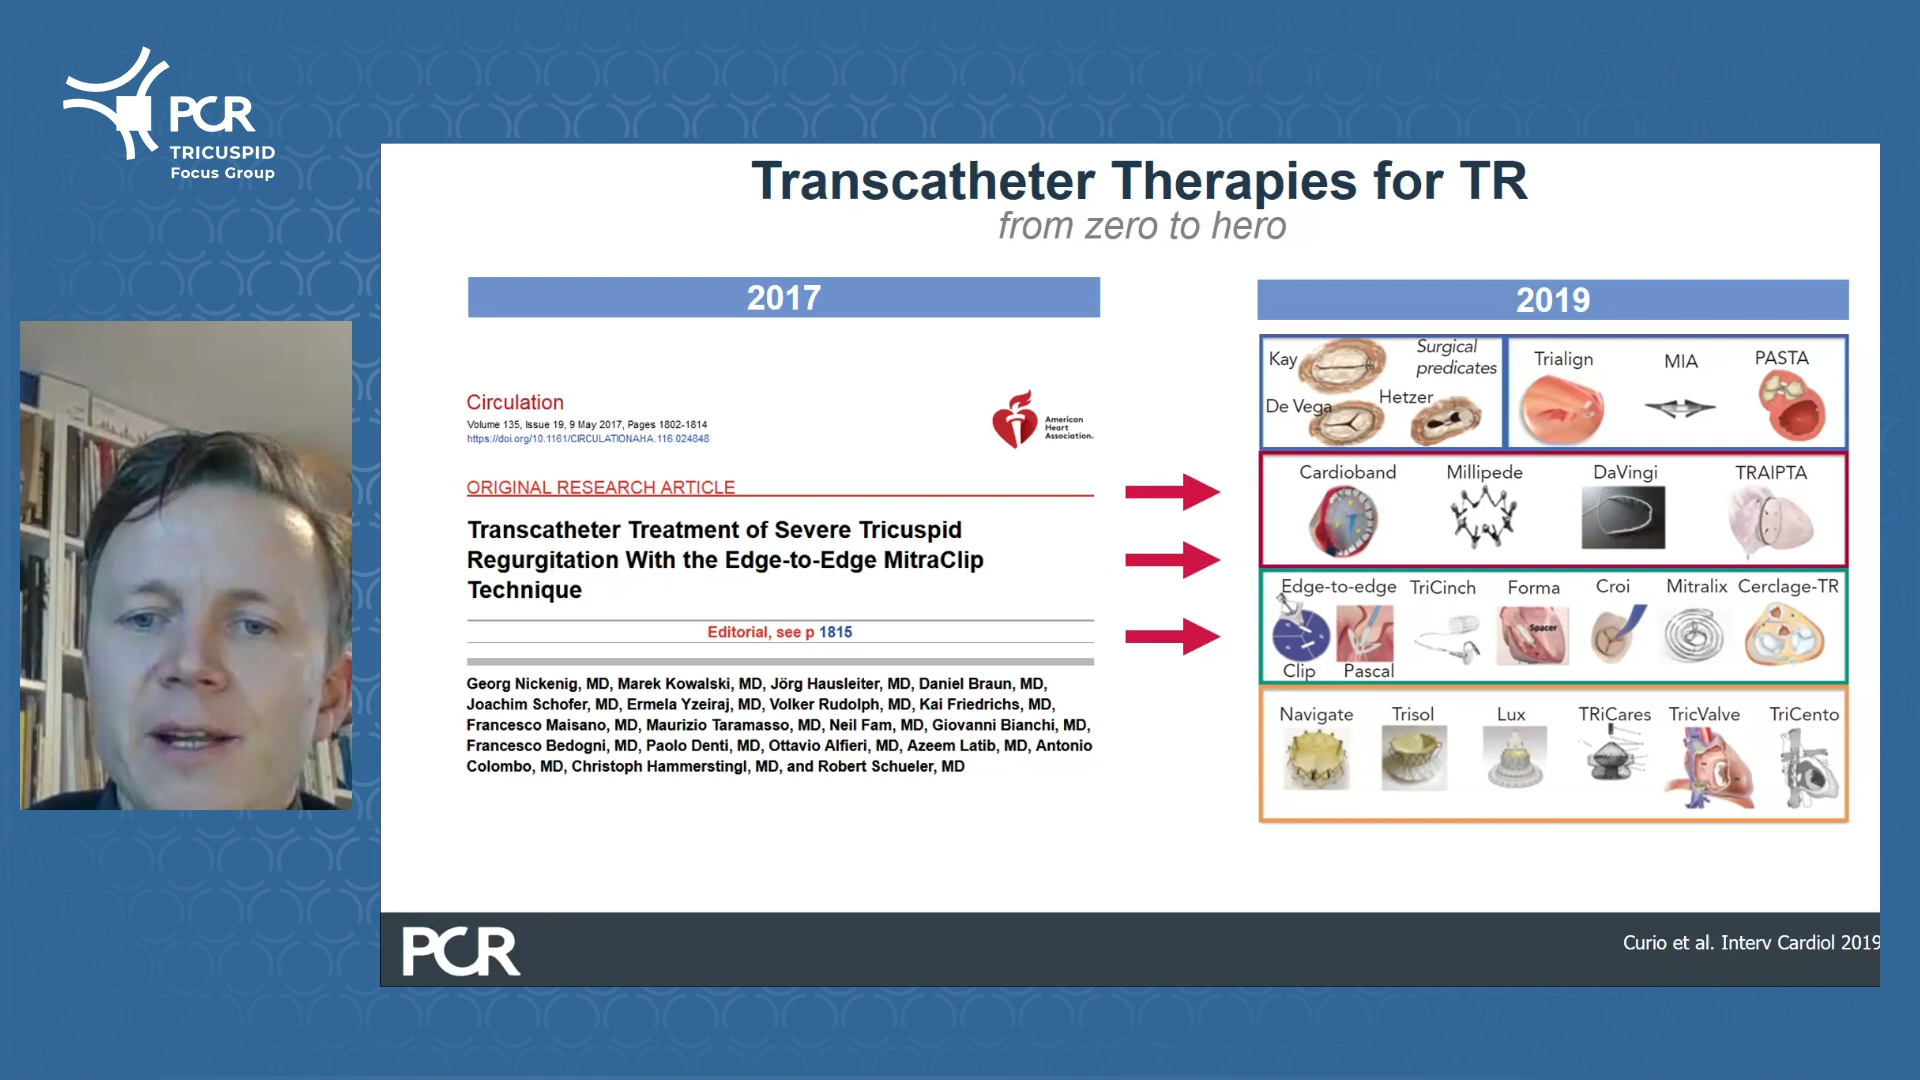 PCR
TRICUSPID
Focus Group
Transcatheter Therapies for TR
from zero to hero
2017
Circulation
Volume 135, Issue 19, 9 May 2017, Pages 1802-1814
https://doi.org/10.1161/CIRCULATIONAHA.116.024848
American
Heart
Association.
ORIGINAL RESEARCH ARTICLE
Transcatheter Treatment of Severe Tricuspid
Regurgitation With the Edge-to-Edge MitraClip
Technique
Editorial, see p 1815
Georg Nickenig, MD, Marek Kowalski, MD, Jörg Hausleiter, MD, Daniel Braun, MD,
Joachim Schofer, MD, Ermela Yzeiraj, MD, Volker Rudolph, MD, Kai Friedrichs, MD,
Francesco Maisano, MD, Maurizio Taramasso, MD, Neil Fam, MD, Giovanni Bianchi, MD,
Francesco Bedogni, MD, Paolo Denti, MD, Ottavio Alfieri, MD, Azeem Latib, MD, Antonio
Colombo, MD, Christoph Hammerstingl, MD, and Robert Schueler, MD
2019
Kay
Surgical
predicates
De Vega
Hetzer
Trialign
MIA
PASTA
Cardioband
Millipede
DaVingi
TRAIPTA
Edge-to-edge
TriCinch
Forma
Croi
Mitralix
Cerclage-TR
Spacer
Clip
Pascal
Navigate
Trisol
Lux
TRiCares
TricValve
TriCento
PCR
Curio et al. Interv Cardiol 2019